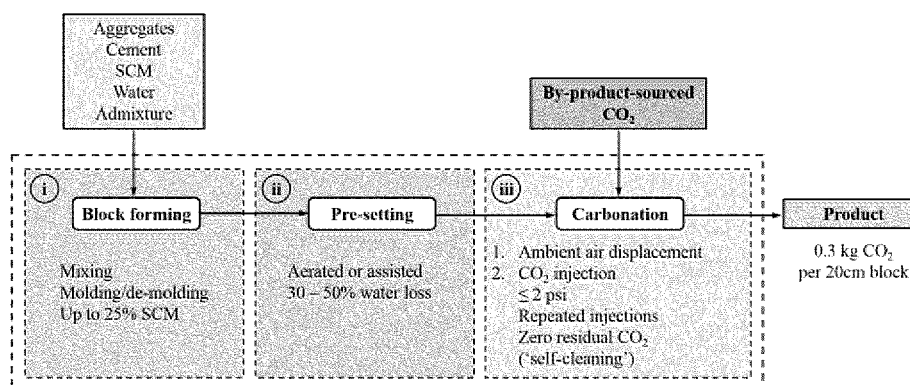 Aggregates
Cement
SCM
Water
Admixture
By-product-sourced
CO₂
i
Block forming
Mixing
Molding/de-molding
Up to 25% SCM
ii
Pre-setting
Aerated or assisted
30 – 50% water loss
iii
Carbonation
1. Ambient air displacement
2. CO₂ injection
≤ 2 psi
Repeated injections
Zero residual CO₂
('self-cleaning')
Product
0.3 kg CO₂
per 20cm block